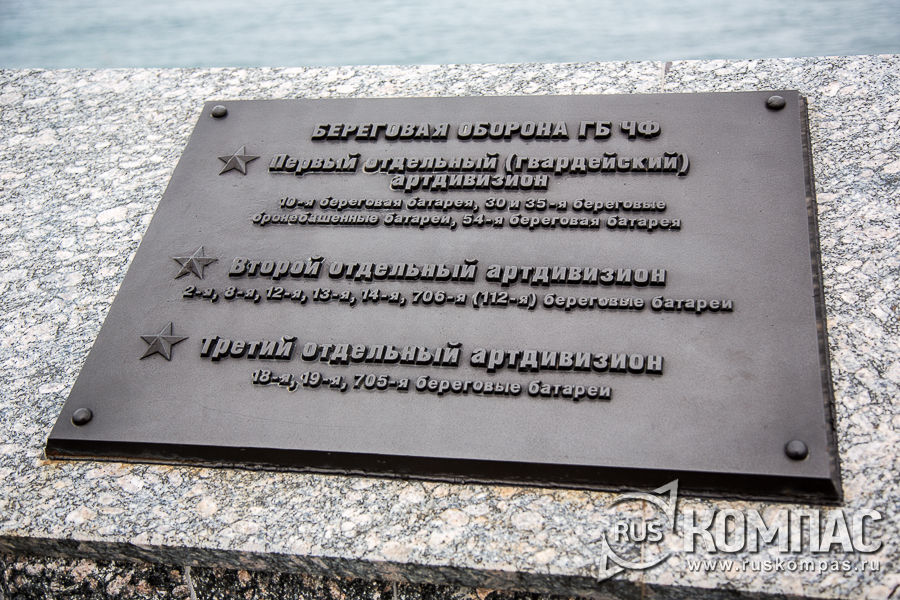 БЕРЕГОВАЯ ОБОРОНА ГБ ЧФ
Первый отдельный (гвардейский)
артдивизион
10-я береговая батарея, 30 и 35-я береговые
бронебашенные батареи, 54-я береговая батарея
Второй отдельный артдивизион
2-я, 8-я, 12-я, 13-я, 14-я, 706-я (112-я) береговые батареи
Третий отдельный артдивизион
18-я, 19-я, 705-я береговые батареи
RUS КОМПАС
www.ruskompas.ru